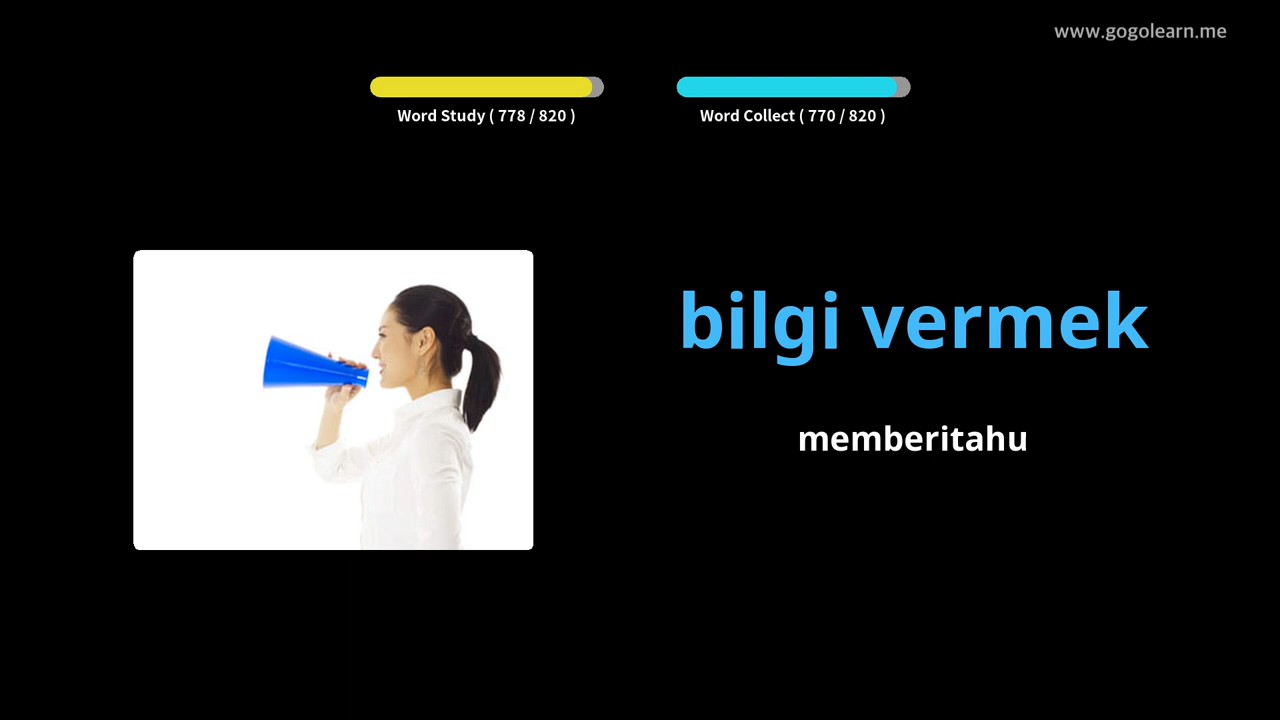 www.gogolearn.me
Word Study ( 778 / 820 )
Word Collect ( 770 / 820 )
bilgi vermek
memberitahu